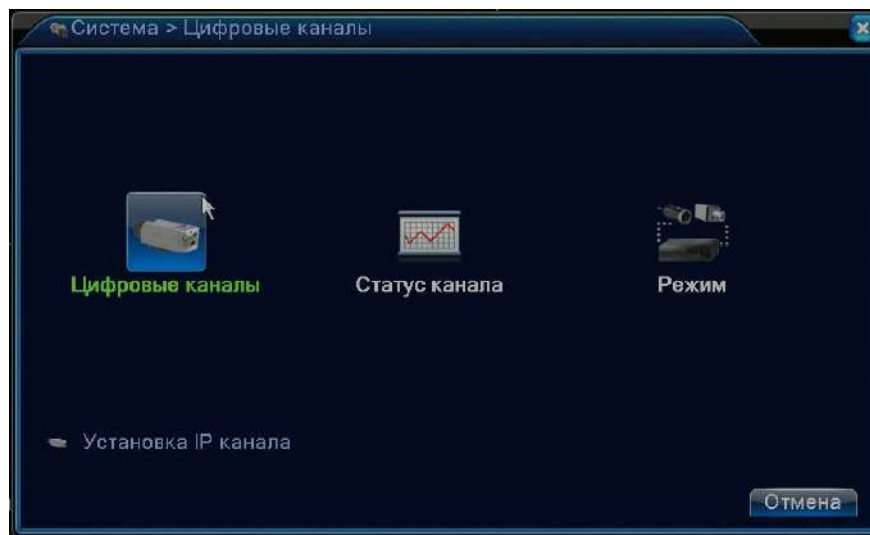 Система > Цифровые каналы
Цифровые каналы
Статус канала
Режим
Установка IP канала
Отмена